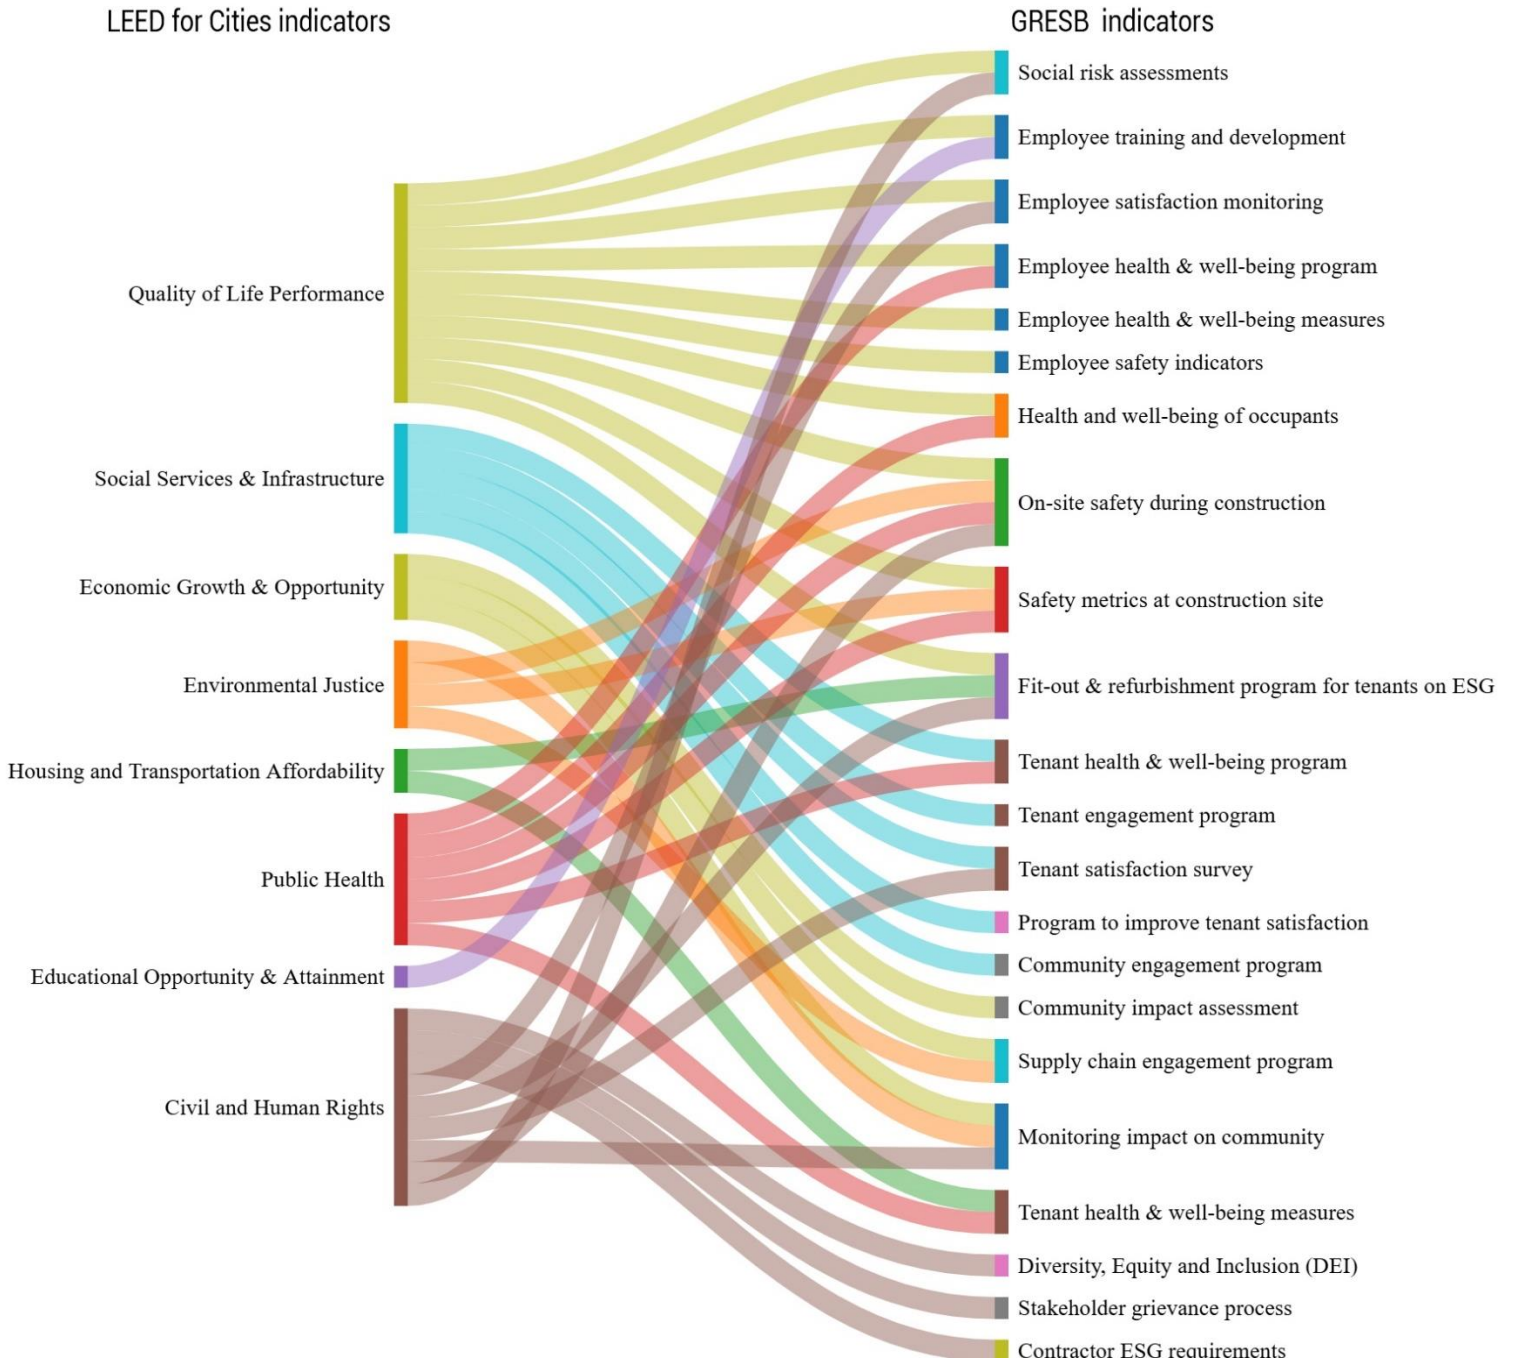 LEED for Cities indicators
GRESB indicators
Quality of Life Performance
Social Services & Infrastructure
Economic Growth & Opportunity
Environmental Justice
Housing and Transportation Affordability
Public Health
Educational Opportunity & Attainment
Civil and Human Rights
Social risk assessments
Employee training and development
Employee satisfaction monitoring
Employee health & well-being program
Employee health & well-being measures
Employee safety indicators
Health and well-being of occupants
On-site safety during construction
Safety metrics at construction site
Fit-out & refurbishment program for tenants on ESG
Tenant health & well-being program
Tenant engagement program
Tenant satisfaction survey
Program to improve tenant satisfaction
Community engagement program
Community impact assessment
Supply chain engagement program
Monitoring impact on community
Tenant health & well-being measures
Diversity, Equity and Inclusion (DEI)
Stakeholder grievance process
Contractor ESG requirements